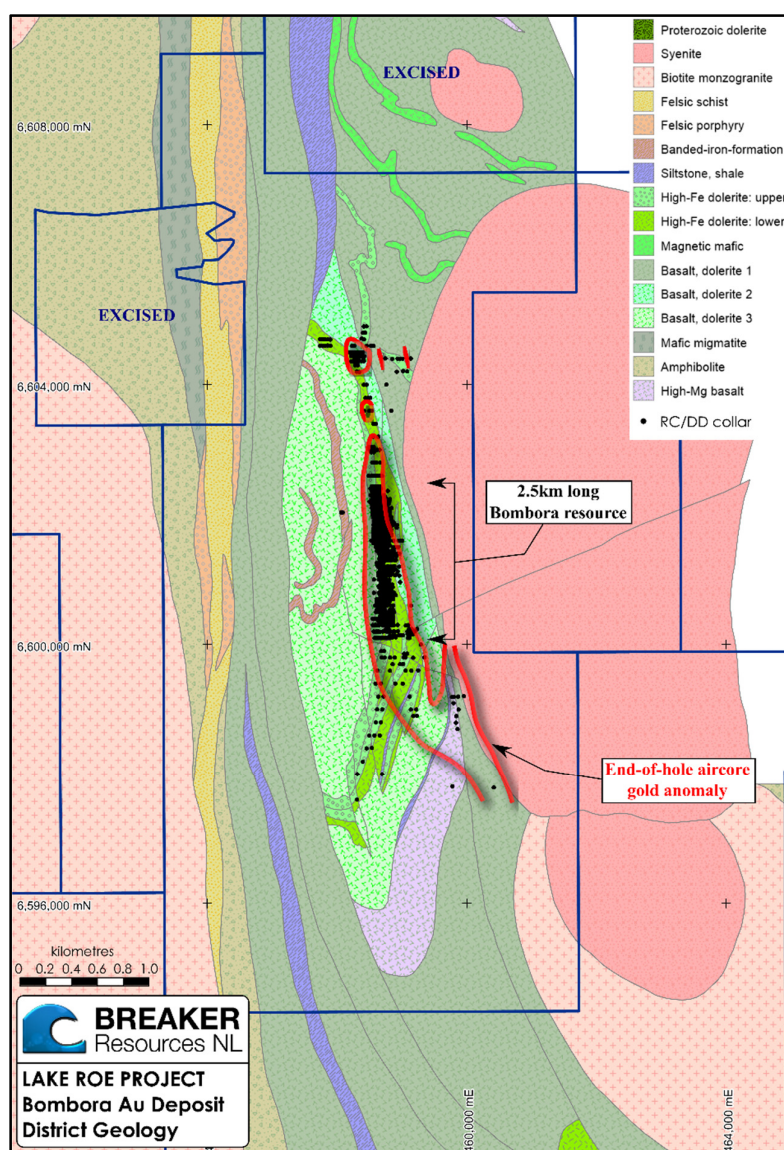 EXCISED
6,608,000 mN
EXCISED
6,604,000 mN
2.5km long
Bombora resource
6,600,000 mN
End-of-hole aircore
gold anomaly
6,596,000 mN
Proterozoic dolerite
Syenite
Biotite monzogranite
Felsic schist
Felsic porphyry
Banded-iron-formation
Siltstone, shale
High-Fe dolerite: upper
High-Fe dolerite: lower
Magnetic mafic
Basalt, dolerite 1
Basalt, dolerite 2
Basalt, dolerite 3
Mafic migmatite
Amphibolite
High-Mg basalt
RC/DD collar
kilometres
0 0.2 0.4 0.6 0.8 1.0
BREAKER
Resources NL
LAKE ROE PROJECT
Bombora Au Deposit
District Geology
460,000 mE
464,000 mE